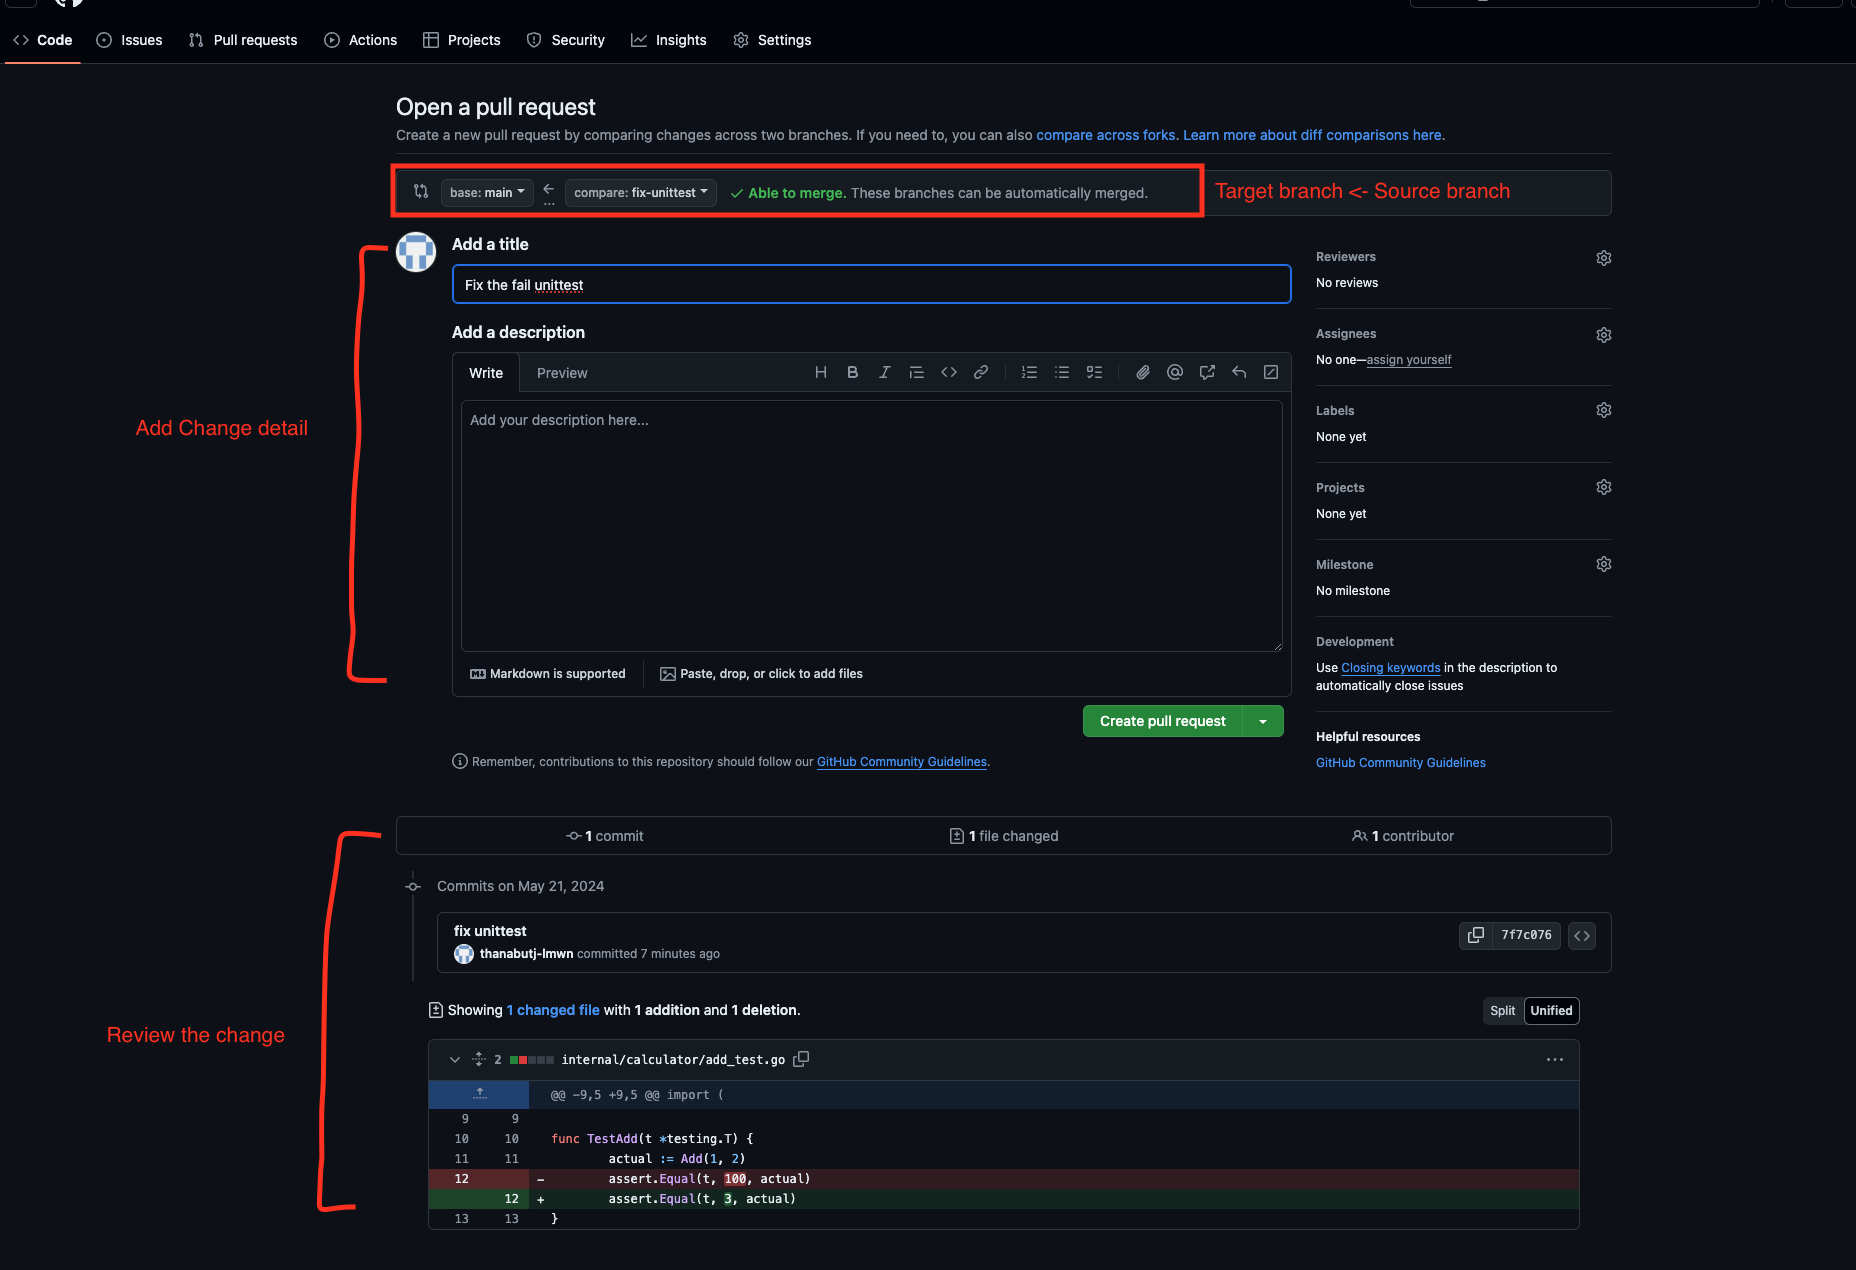 Code Issues Pull requests Actions Projects Security Insights Settings
Open a pull request
Create a new pull request by comparing changes across two branches. If you need to, you can also compare across forks. Learn more about diff comparisons here.
base: main compare: fix-unittest Able to merge. These branches can be automatically merged.
Target branch <- Source branch
Add a title
Fix the fail unittest
Add a description
Write Preview
Add your description here...
Markdown is supported Paste, drop, or click to add files
Create pull request
Remember, contributions to this repository should follow our GitHub Community Guidelines.
Add Change detail
Reviewers
No reviews
Assignees
No one—assign yourself
Labels
None yet
Projects
None yet
Milestone
No milestone
Development
Use Closing keywords in the description to
automatically close issues
Helpful resources
GitHub Community Guidelines
1 commit 1 file changed 1 contributor
Commits on May 21, 2024
fix unittest
thanabutj-lmwn committed 7 minutes ago
7f7c076
Review the change
Showing 1 changed file with 1 addition and 1 deletion.
Split Unified
2 internal/calculator/add_test.go
@@ -9,5 +9,5 @@ import (
9 9
10 10 func TestAdd(t *testing.T) {
11 11 actual := Add(1, 2)
12 - assert.Equal(t, 100, actual)
12 + assert.Equal(t, 3, actual)
13 13 }